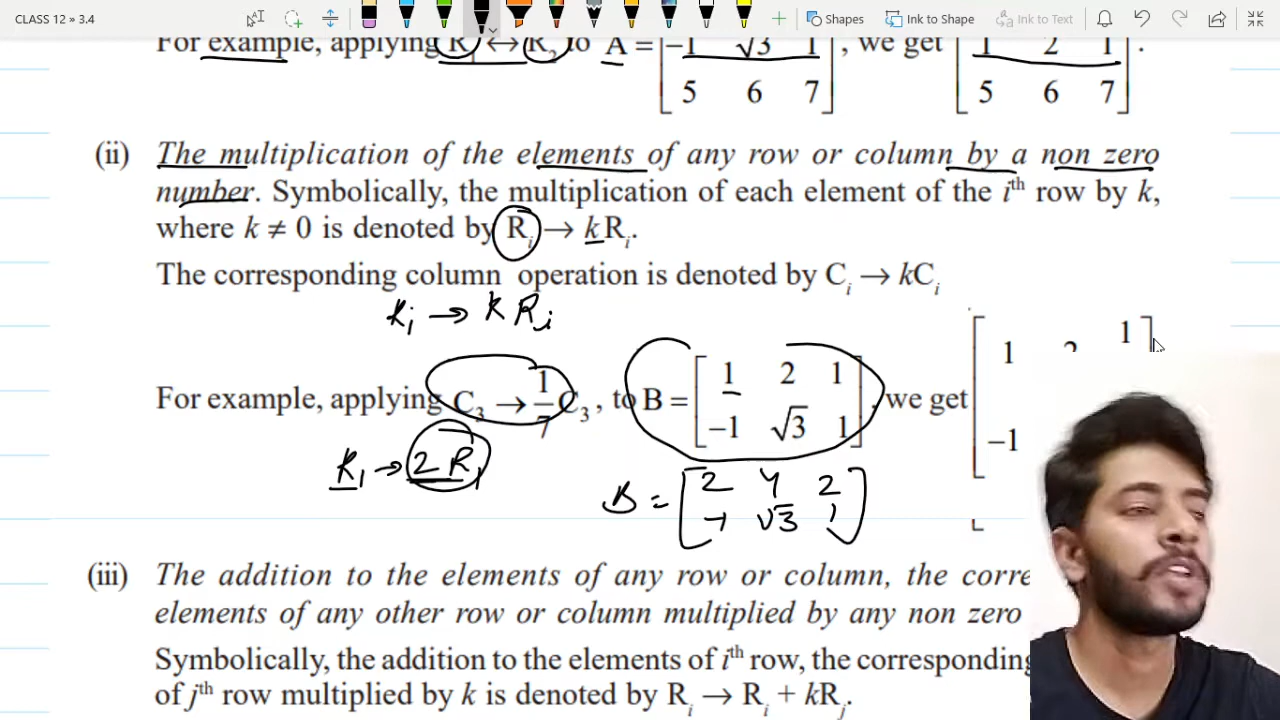 CLASS 12 » 3.4
Shapes Ink to Shape Ink to Text
For example, applying R ↔ R to A = [−1 √3 1, we get [1 2 1.
5 6 7] 5 6 7]
(ii) The multiplication of the elements of any row or column by a non zero
number. Symbolically, the multiplication of each element of the iᵗʰ row by k,
where k ≠ 0 is denoted by Rᵢ → kRᵢ.
The corresponding column operation is denoted by Cᵢ → kCᵢ
Rᵢ → k Rᵢ
For example, applying C₃ → 1/7 C₃, to B = [1 2 1; −1 √3 1], we get [1 2 1; −1
R₁ → 2R₁
B = [2 4 2; −1 √3 1]
(iii) The addition to the elements of any row or column, the corre
elements of any other row or column multiplied by any non zero
Symbolically, the addition to the elements of iᵗʰ row, the corresponding
of jᵗʰ row multiplied by k is denoted by Rᵢ → Rᵢ + kRⱼ.